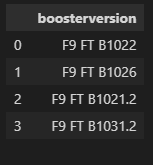 boosterversion
0 F9 FT B1022
1 F9 FT B1026
2 F9 FT B1021.2
3 F9 FT B1031.2